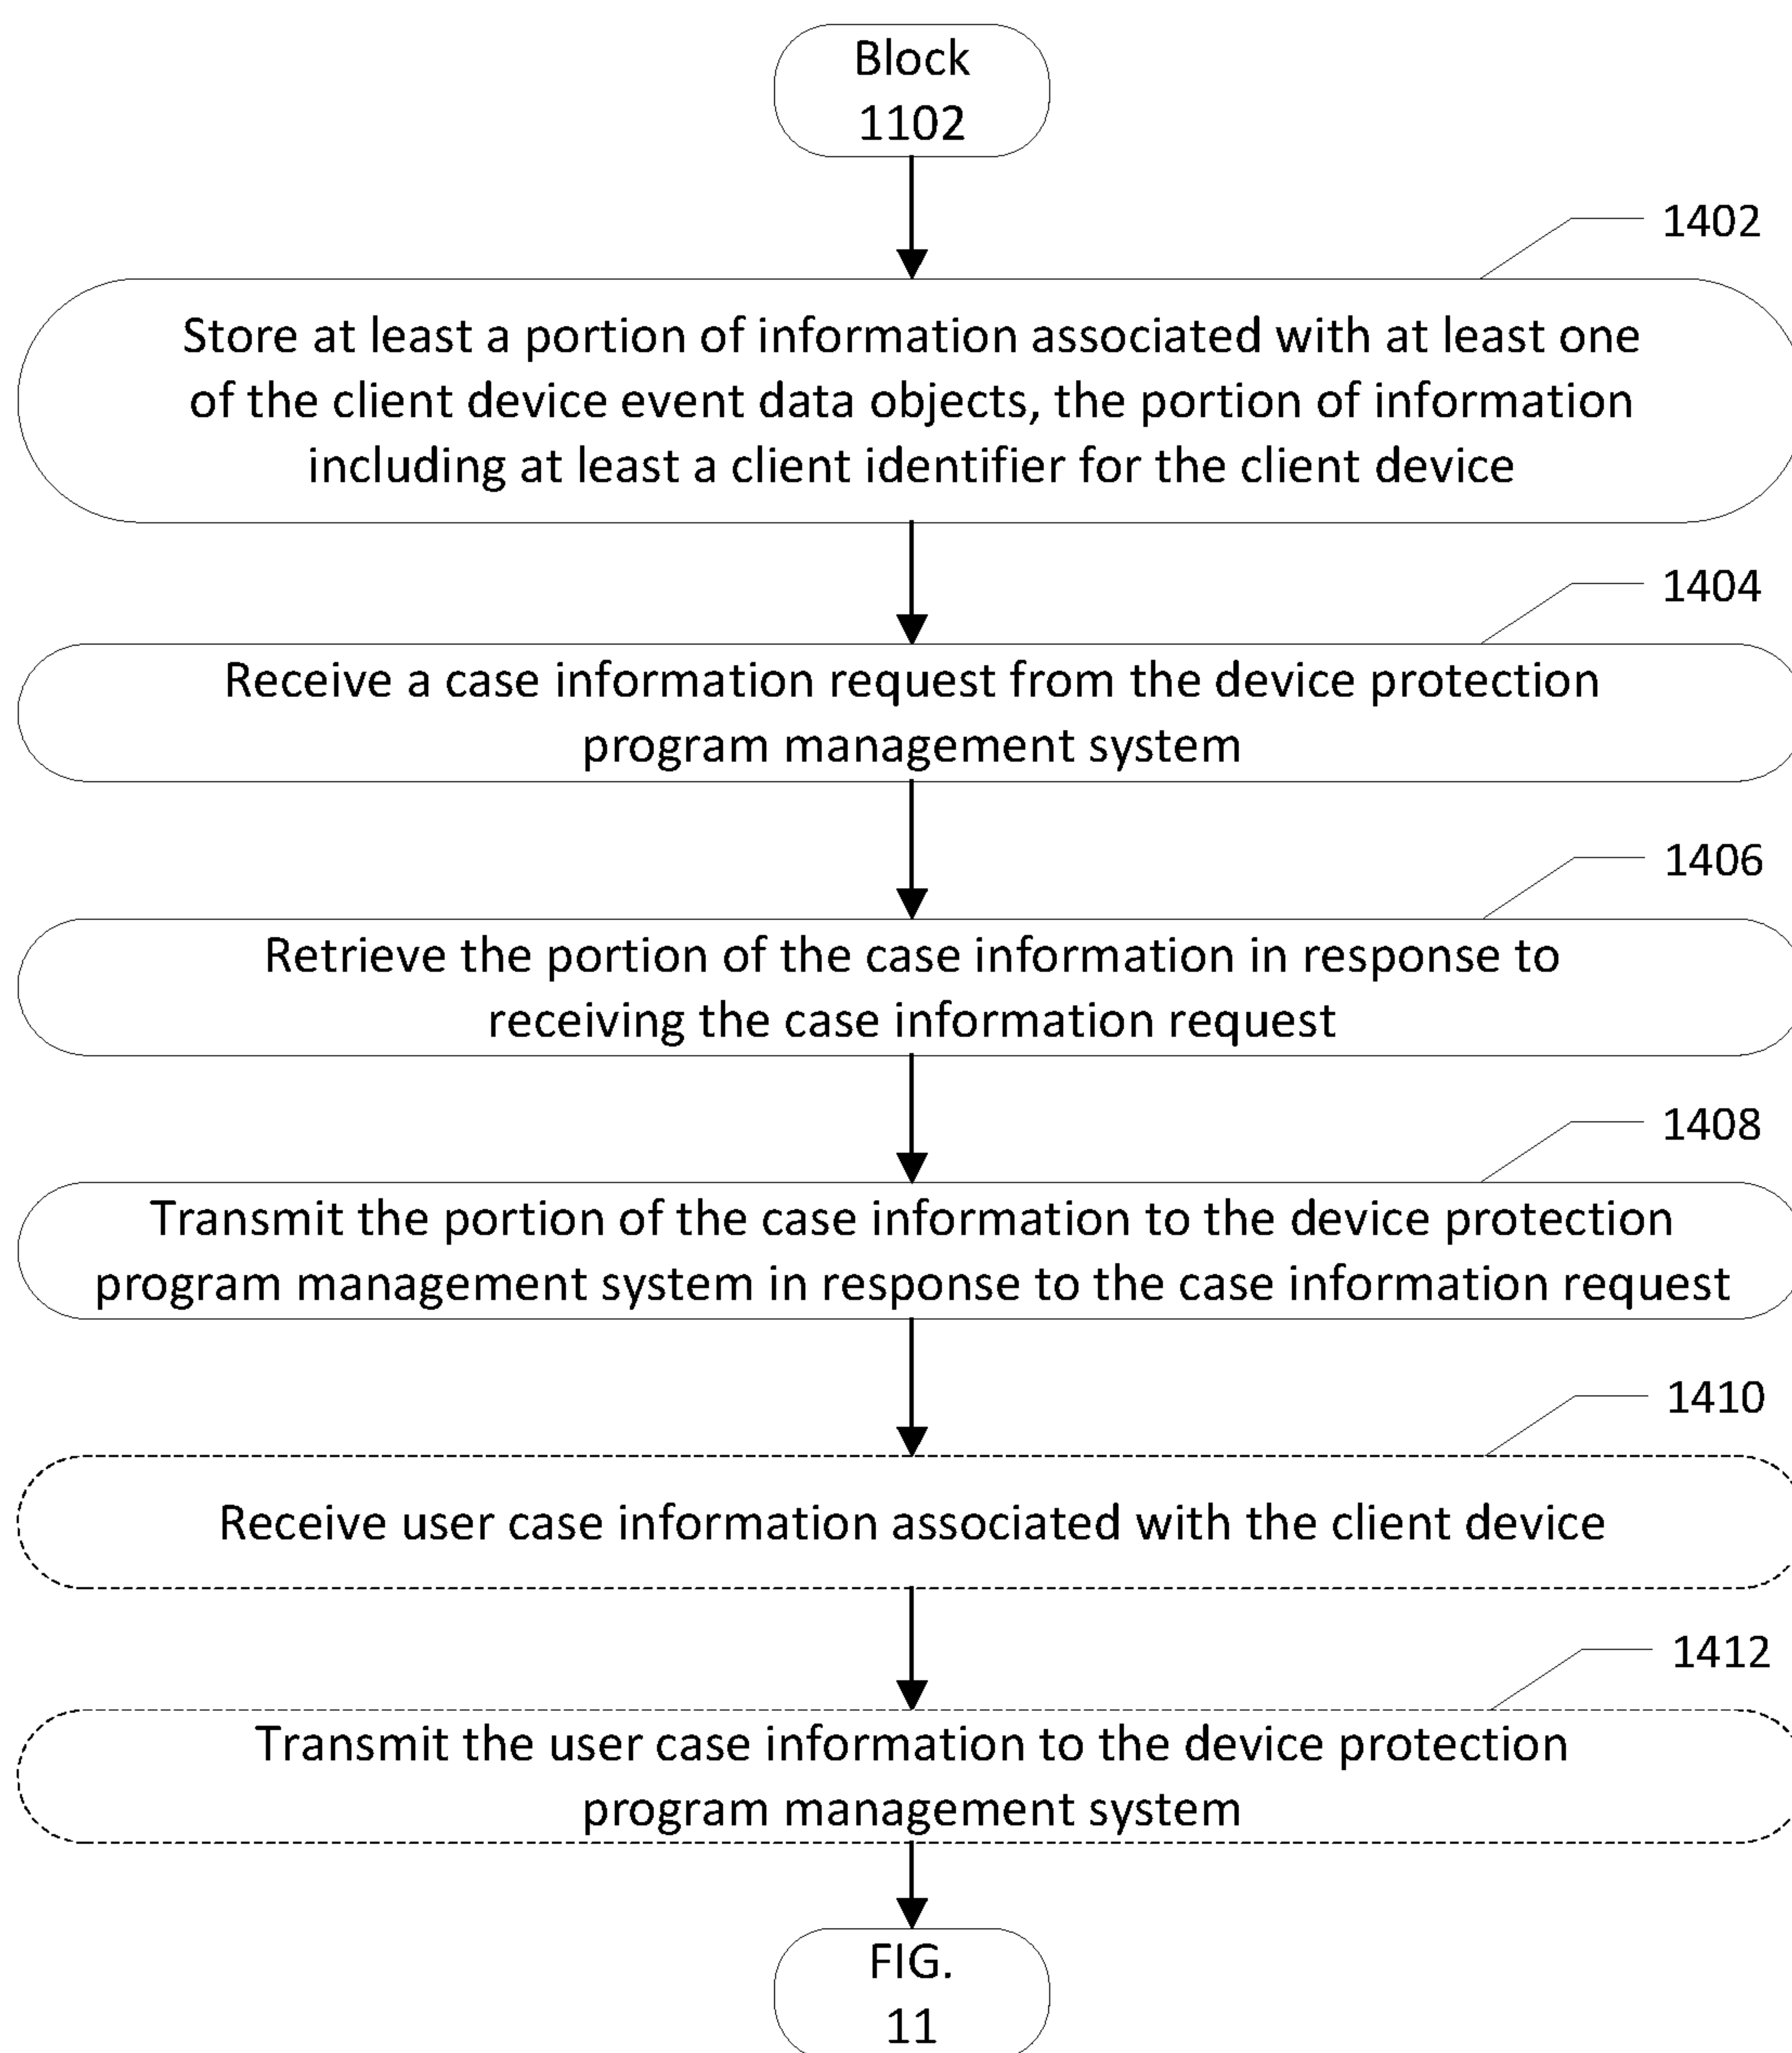 Block
1102
1402
Store at least a portion of information associated with at least one
of the client device event data objects, the portion of information
including at least a client identifier for the client device
1404
Receive a case information request from the device protection
program management system
1406
Retrieve the portion of the case information in response to
receiving the case information request
1408
Transmit the portion of the case information to the device protection
program management system in response to the case information request
1410
Receive user case information associated with the client device
1412
Transmit the user case information to the device protection
program management system
FIG.
11